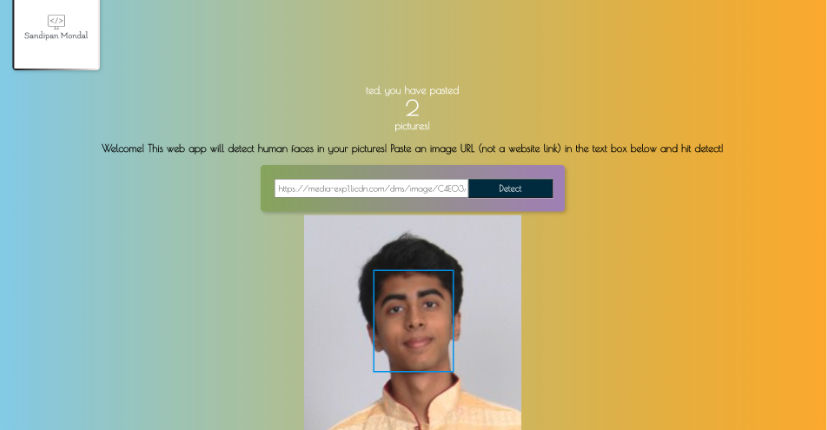 </>
Sandipan Mondal
ted, you have pasted
2
pictures!
Welcome! This web app will detect human faces in your pictures! Paste an image URL (not a website link) in the text box below and hit detect!
https://media-exp1.licdn.com/dms/image/C4E03 Detect